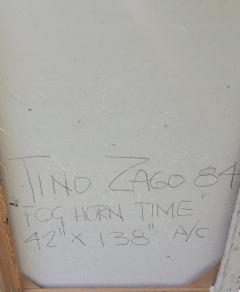 TINO ZAGO 84
"FOG HORN TIME"
42" X 138" A/C